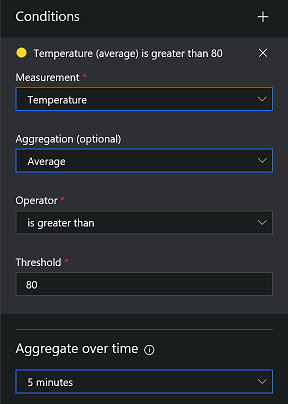 Conditions
Temperature (average) is greater than 80
Measurement *
Temperature
Aggregation (optional)
Average
Operator *
is greater than
Threshold *
80
Aggregate over time
5 minutes